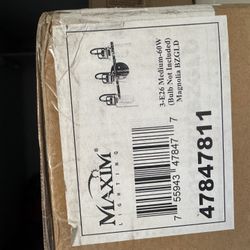 3-E26 Medium-60W
(Bulb Not Included)
Magnolia BZGLD
MAXIM
LIGHTING
7 55943 47847 7
47847811